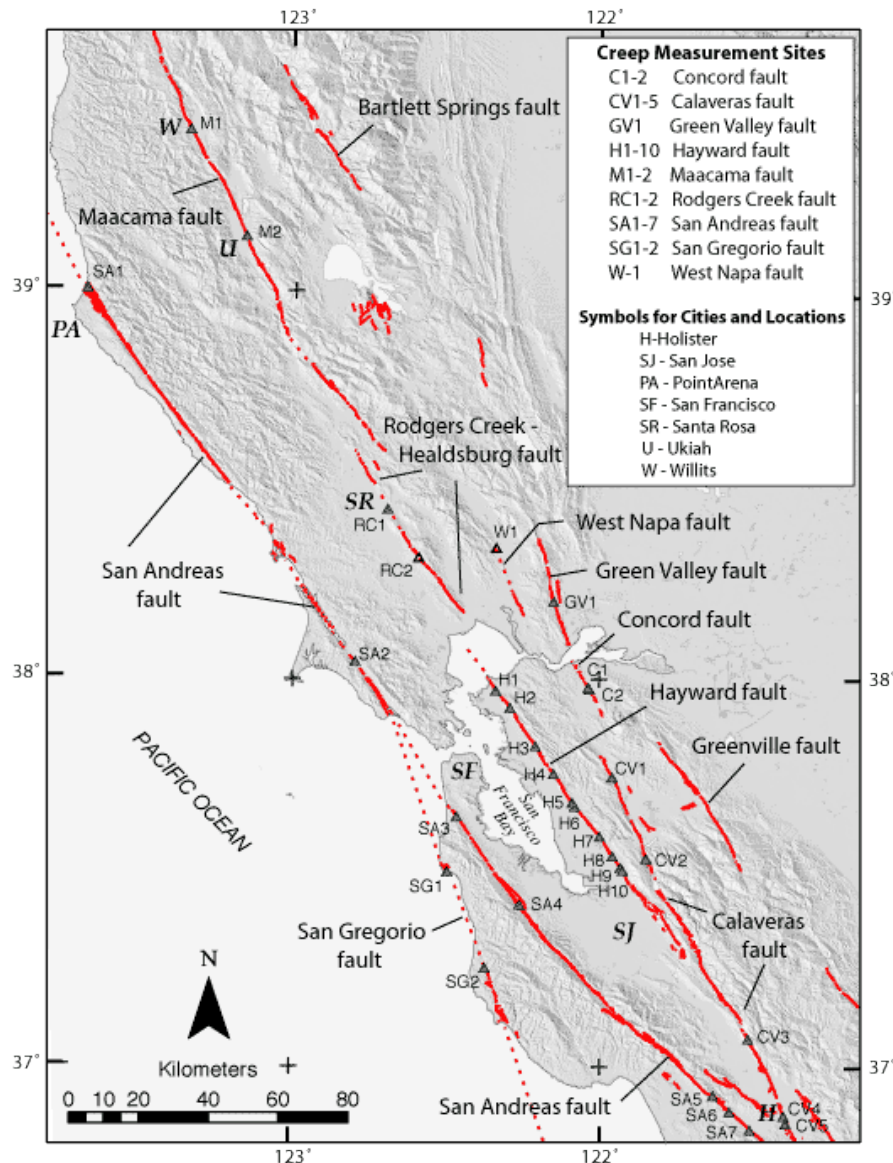 123°
122°
Creep Measurement Sites
C1-2 Concord fault
CV1-5 Calaveras fault
GV1 Green Valley fault
H1-10 Hayward fault
M1-2 Maacama fault
RC1-2 Rodgers Creek fault
SA1-7 San Andreas fault
SG1-2 San Gregorio fault
W-1 West Napa fault
Symbols for Cities and Locations
H-Holister
SJ - San Jose
PA - PointArena
SF - San Francisco
SR - Santa Rosa
U - Ukiah
W - Willits
Bartlett Springs fault
W
M1
Maacama fault
U
M2
39°
SA1
39°
PA
Rodgers Creek -
Healdsburg fault
SR
RC1
W1
West Napa fault
RC2
Green Valley fault
San Andreas
fault
GV1
Concord fault
38°
SA2
C1
C2
38°
H1
H2
Hayward fault
H3
Greenville fault
PACIFIC OCEAN
SF
H4
CV1
San
Francisco
Bay
H5
H6
SA3
H7
H8
CV2
SG1
H9
H10
SA4
San Gregorio
fault
SJ
Calaveras
fault
N
SG2
CV3
37°
Kilometers
37°
San Andreas fault
SA5
SA6
SA7
H
CV4
CV5
0 10 20 40 60 80
123°
122°